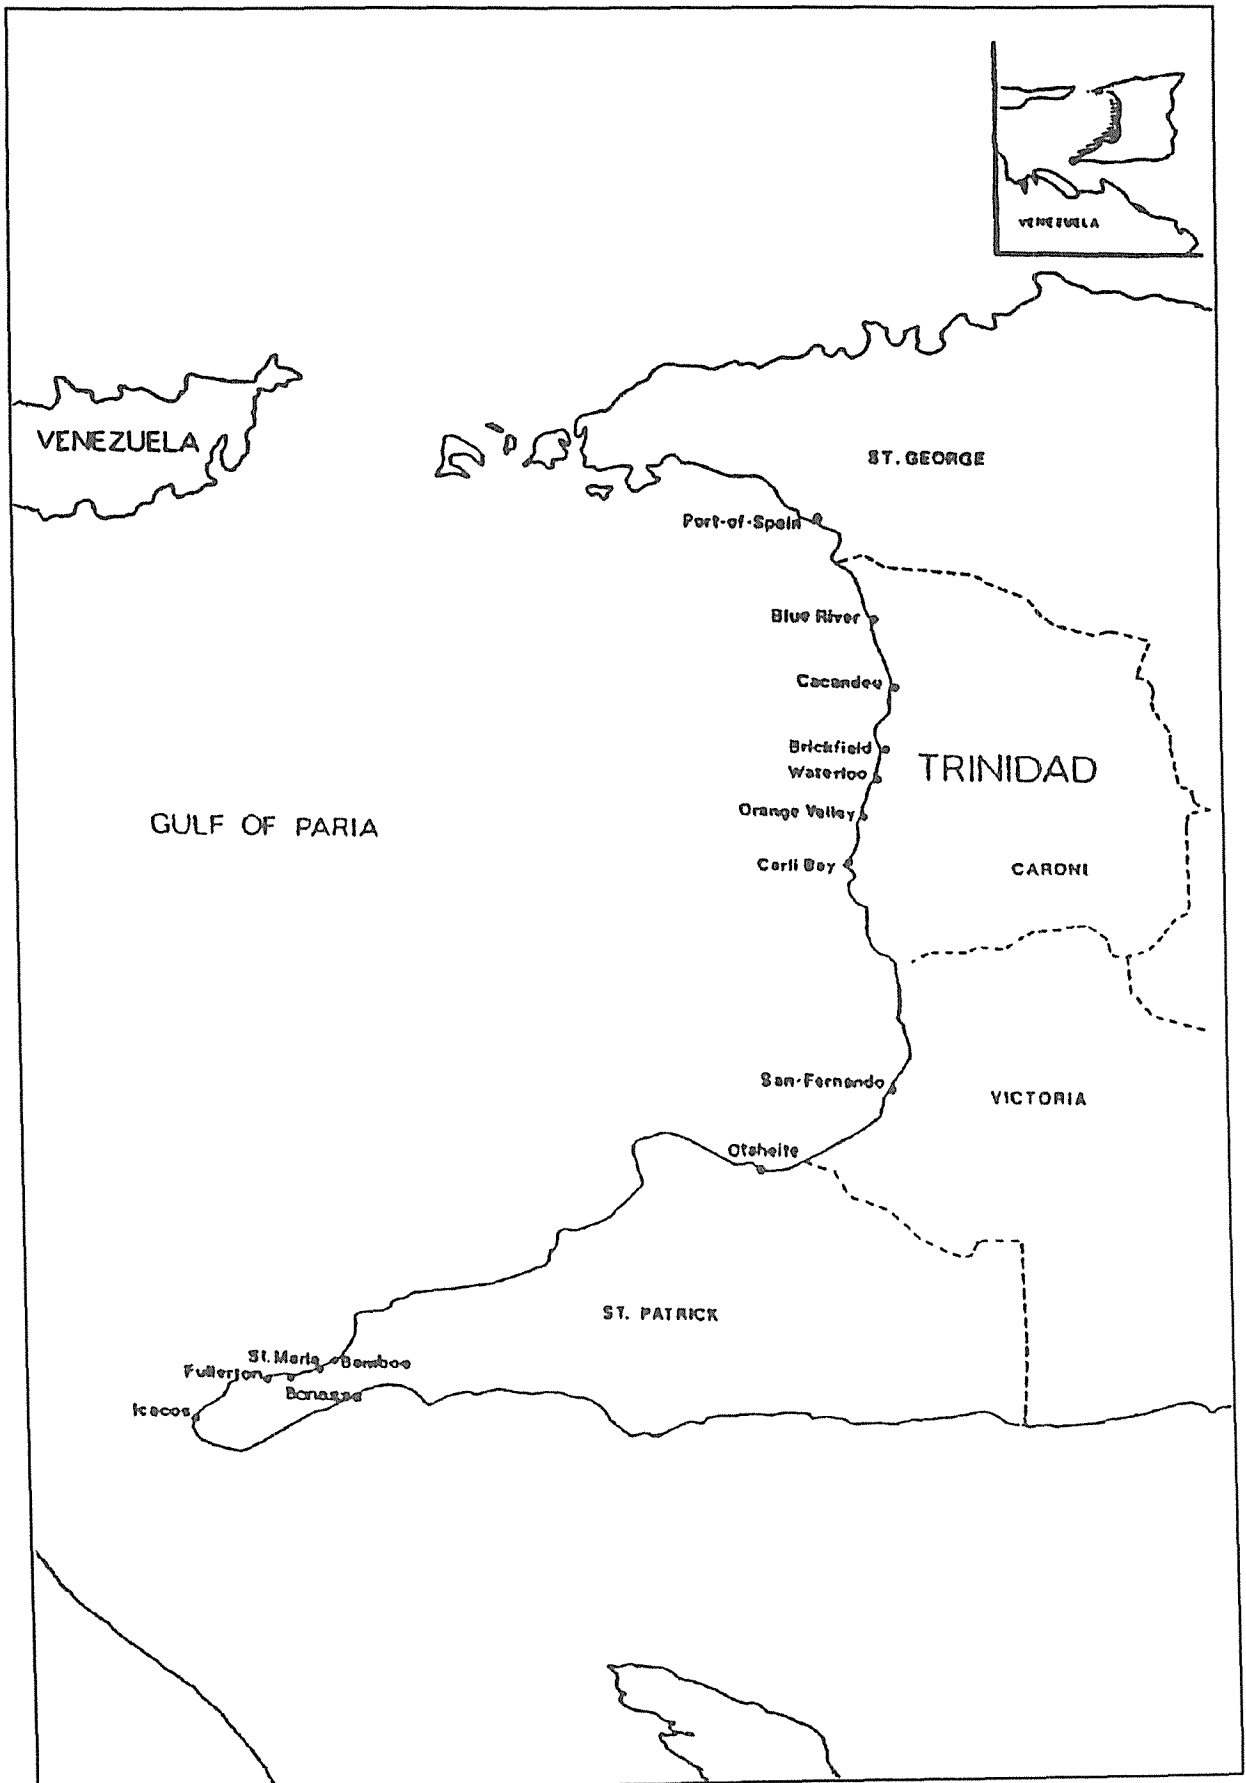 VENEZUELA
VENEZUELA
ST. GEORGE
Port-of-Spain
Blue River
Cacandee
Brickfield
TRINIDAD
Waterloo
Orange Valley
GULF OF PARIA
Carli Bay
CARONI
San-Fernando
VICTORIA
Otaheite
ST. PATRICK
St. Marie
Bamboo
Fullerton
Bonasse
Icacos